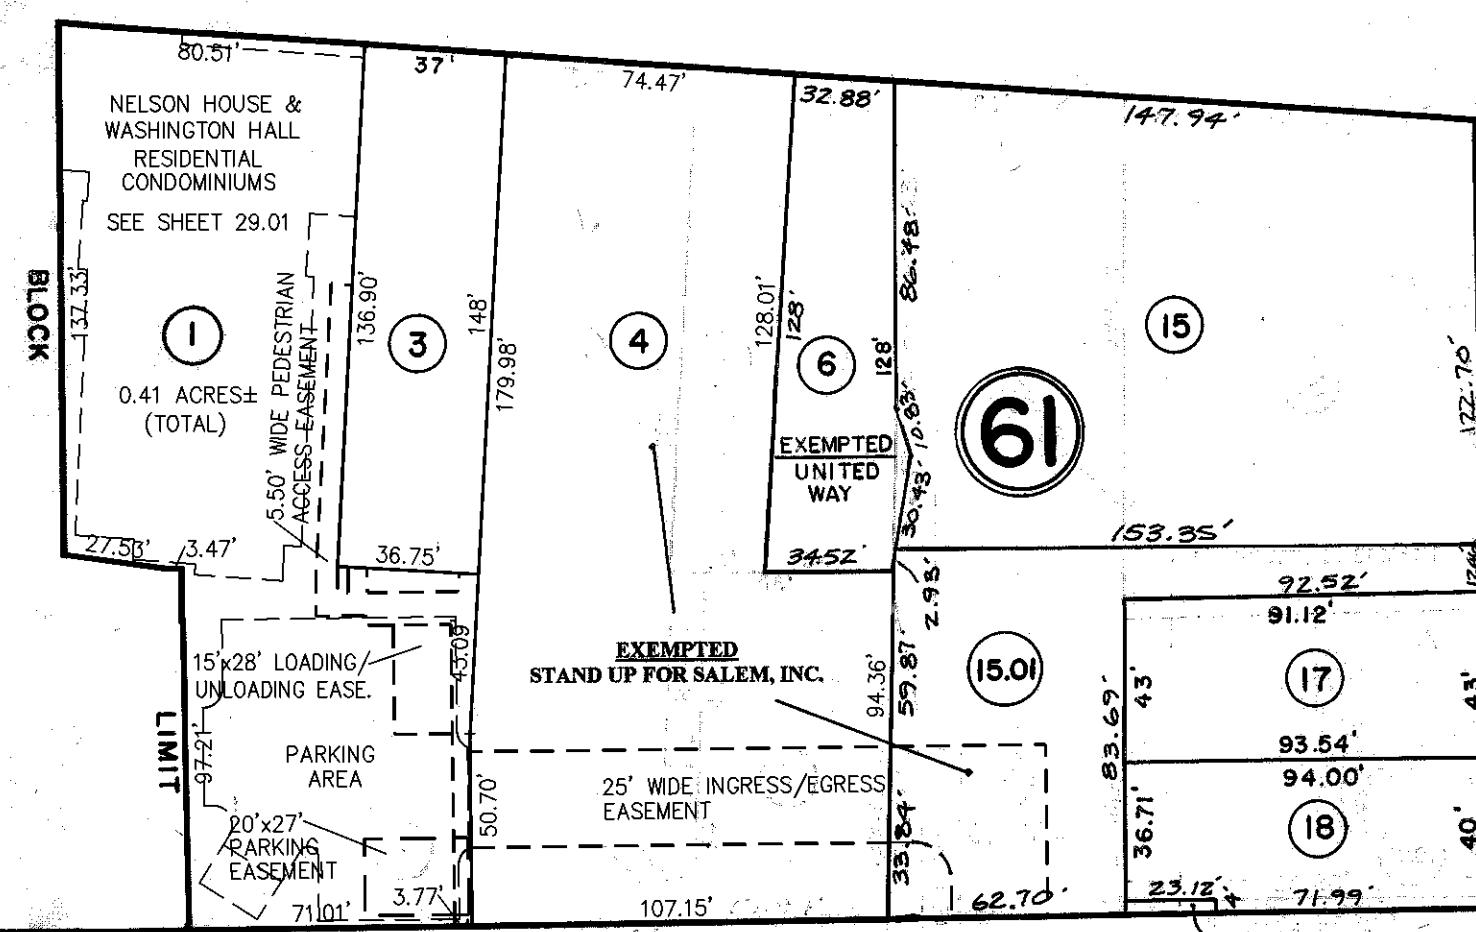 80.51'
37'
74.47'
32.88'
147.94'
NELSON HOUSE &
WASHINGTON HALL
RESIDENTIAL
CONDOMINIUMS
SEE SHEET 29.01
BLOCK
137.33'
1
0.41 ACRES±
(TOTAL)
5.50' WIDE PEDESTRIAN
ACCESS EASEMENT
136.90'
3
148'
179.98'
4
128.01'
128'
6
128'
86.48'
15
122.70'
61
10.83'
30.43'
EXEMPTED
UNITED
WAY
27.53'
3.47'
36.75'
34.52'
153.35'
2.93'
92.52'
91.12'
15'x28' LOADING/
UNLOADING EASE.
43.09
EXEMPTED
STAND UP FOR SALEM, INC.
94.36'
59.87'
15.01
83.69'
43'
17
43'
LIMIT
97.21'
PARKING
AREA
25' WIDE INGRESS/EGRESS
EASEMENT
50.70'
93.54'
94.00'
20'x27'
PARKING
EASEMENT
33.84'
36.71'
18
40'
71.01'
3.77'
107.15'
62.70'
23.12'
4'
71.99'